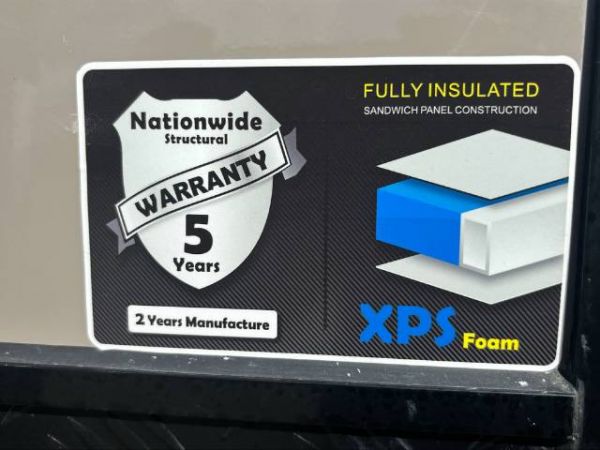 Nationwide
Structural
WARRANTY
5
Years
2 Years Manufacture
FULLY INSULATED
SANDWICH PANEL CONSTRUCTION
XPS Foam